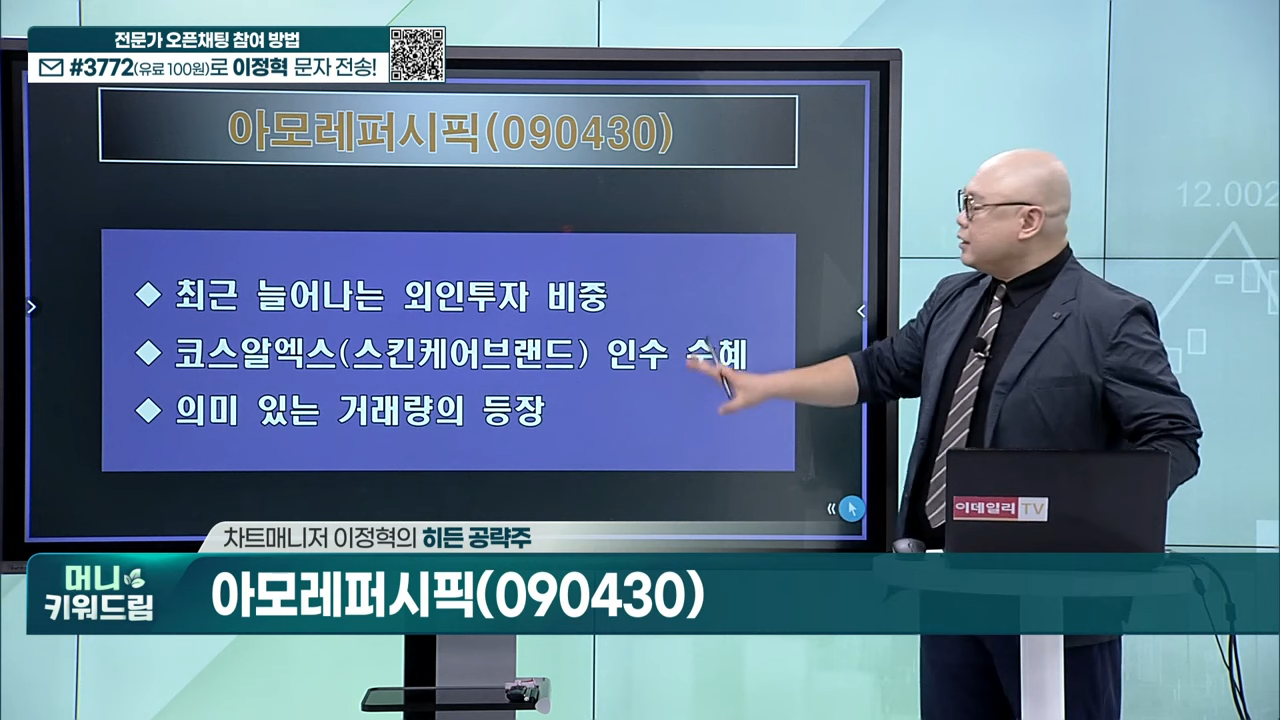 전문가 오픈채팅 참여 방법
#3772(유료 100원)로 이정혁 문자 전송!
아모레퍼시픽(090430)
12.002
◆ 최근 늘어나는 외인투자 비중
◆ 코스알엑스(스킨케어브랜드) 인수 수혜
◆ 의미 있는 거래량의 등장
이데일리TV
차트매니저 이정혁의 히든 공략주
머니
키워드림
아모레퍼시픽(090430)